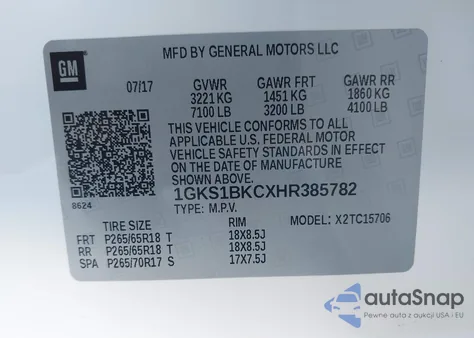 GM
MFD BY GENERAL MOTORS LLC
07/17 GVWR GAWR FRT GAWR RR
3221 KG 1451 KG 1860 KG
7100 LB 3200 LB 4100 LB
THIS VEHICLE CONFORMS TO ALL
APPLICABLE U.S. FEDERAL MOTOR
VEHICLE SAFETY STANDARDS IN EFFECT
ON THE DATE OF MANUFACTURE
SHOWN ABOVE.
1GKS1BKCXHR385782
8624
TYPE: M.P.V. MODEL: X2TC15706
TIRE SIZE RIM
FRT P265/65R18 T 18X8.5J
RR P265/65R18 T 18X8.5J
SPA P265/70R17 S 17X7.5J
autoSnap
Pewne auta z USA i EU